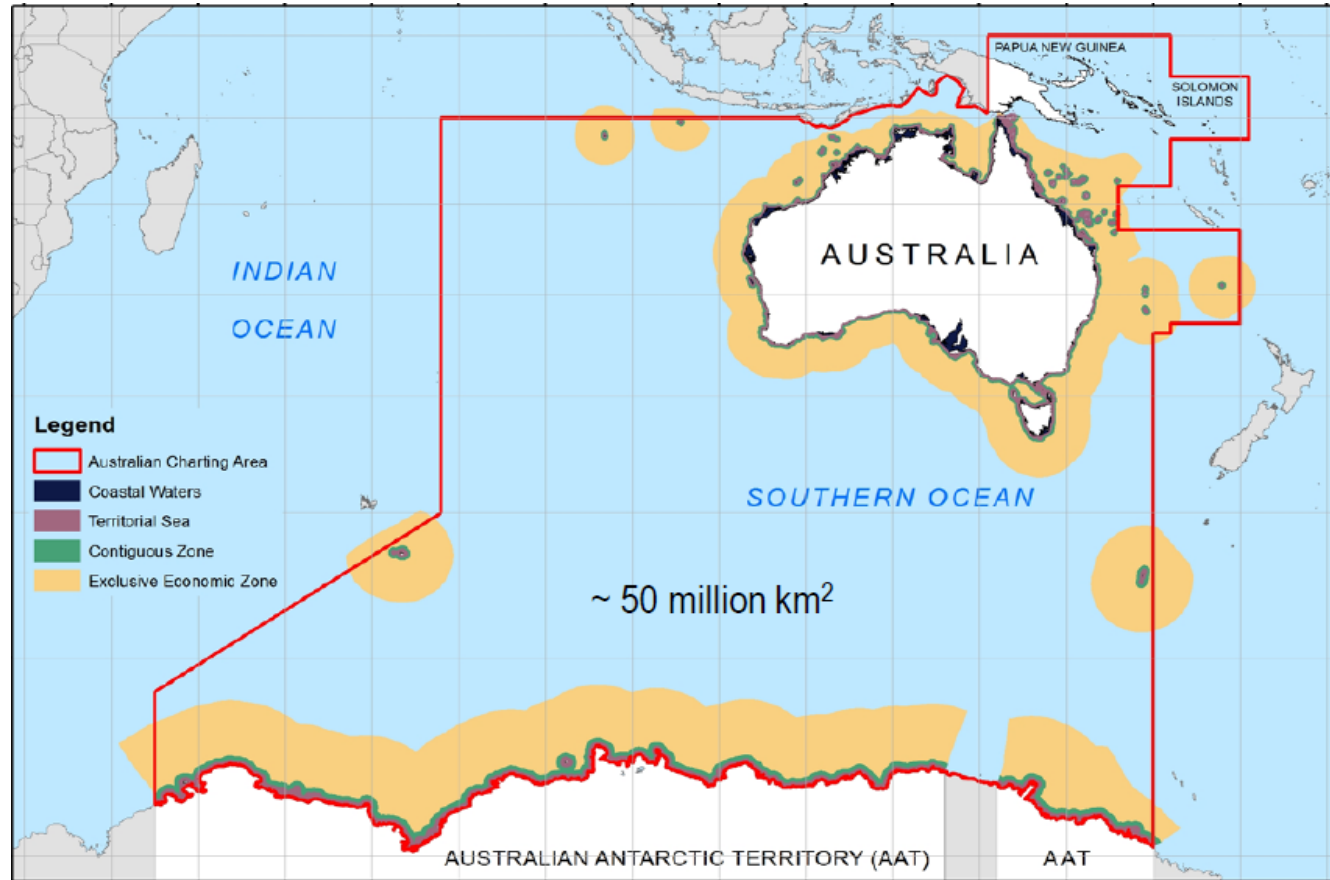 PAPUA NEW GUINEA
SOLOMON
ISLANDS
AUSTRALIA
INDIAN
OCEAN
Legend
Australian Charting Area
Coastal Waters
Territorial Sea
Contiguous Zone
Exclusive Economic Zone
SOUTHERN OCEAN
~ 50 million km²
AUSTRALIAN ANTARCTIC TERRITORY (AAT)
AAT